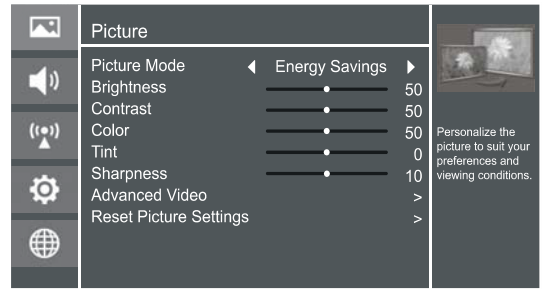 Picture
Picture Mode Energy Savings
Brightness 50
Contrast 50
Color 50
Tint 0
Sharpness 10
Advanced Video >
Reset Picture Settings >
Personalize the
picture to suit your
preferences and
viewing conditions.